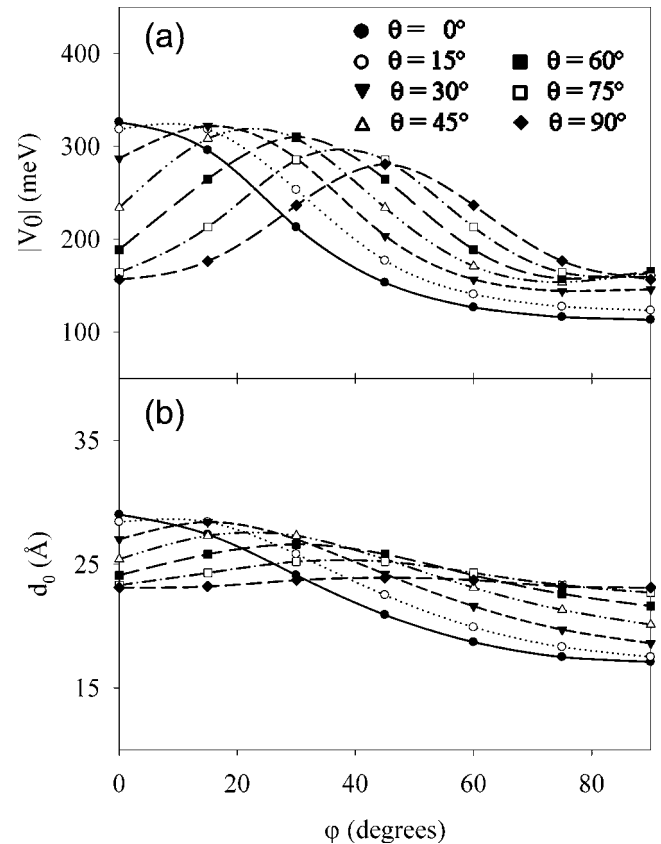 (a)
θ = 0°
θ = 15°
θ = 30°
θ = 45°
θ = 60°
θ = 75°
θ = 90°
400
300
200
100
|V0| (meV)
(b)
35
25
15
d0 (Å)
0 20 40 60 80
φ (degrees)